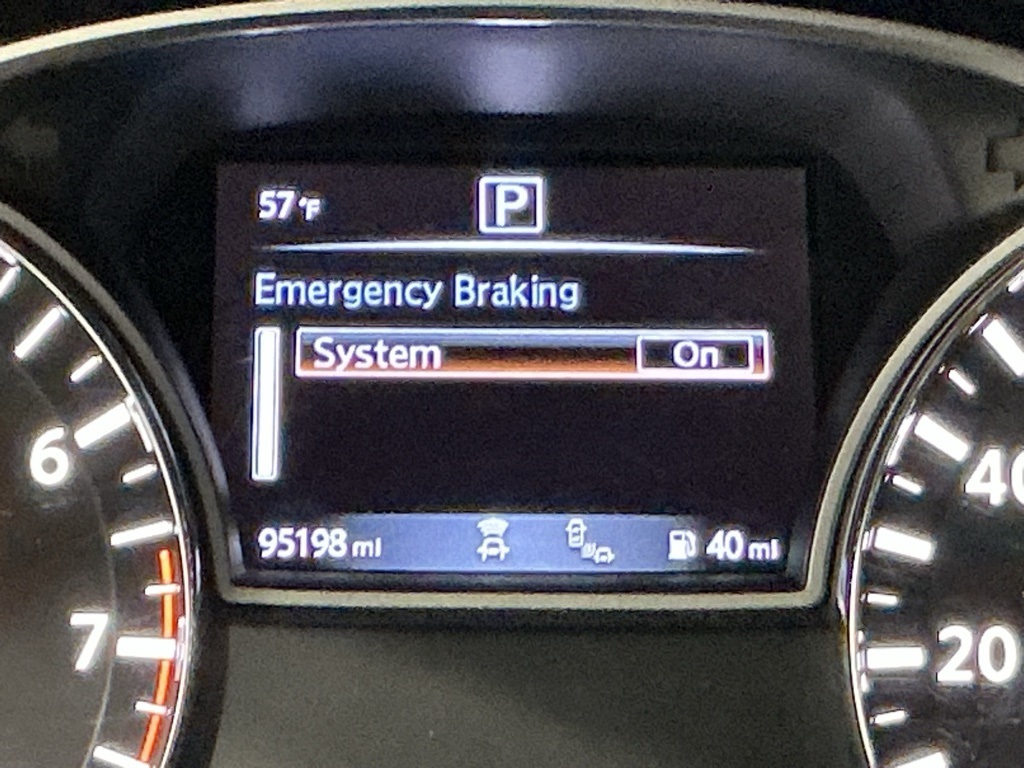 57°F P
Emergency Braking
System On
95198 mi 40 mi
6
7
40
20